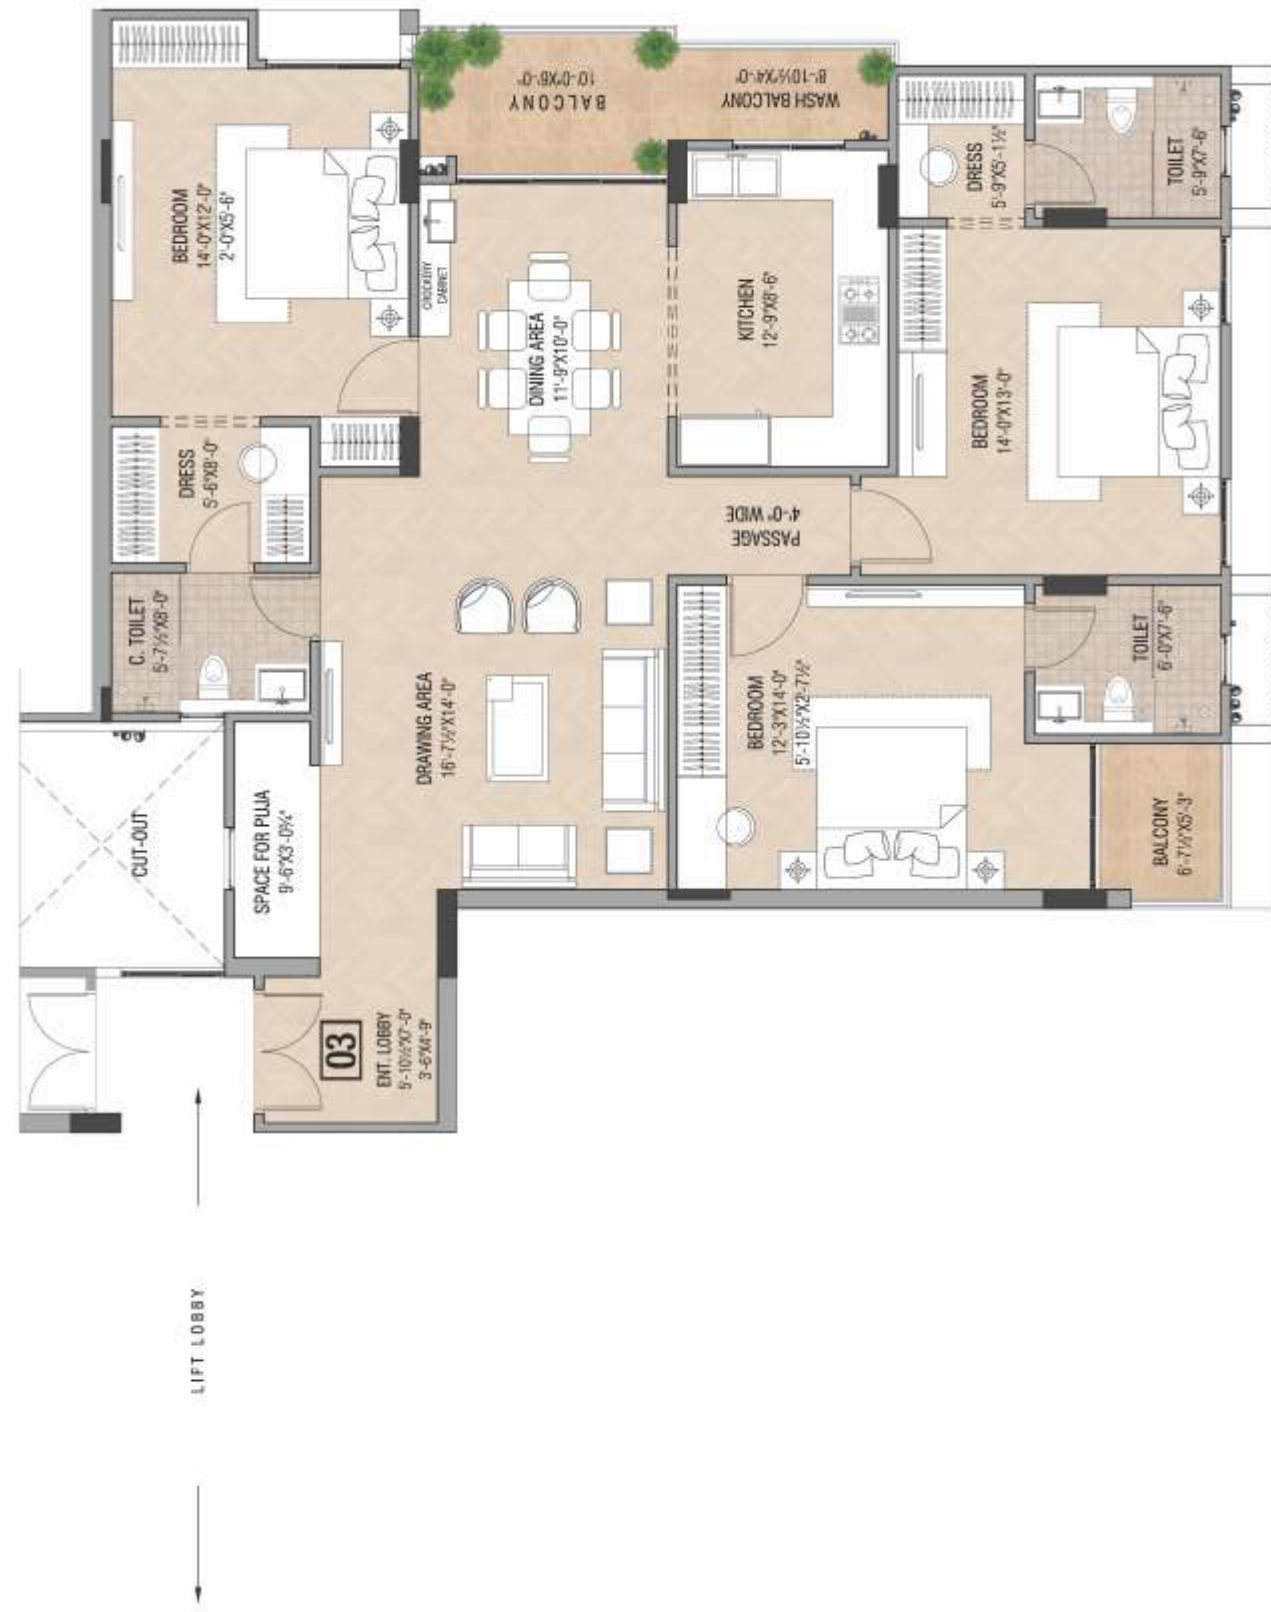 BALCONY
10'-0"X6'-0"
WASH BALCONY
8'-10½"X4'-0"
BEDROOM
14'-0"X12'-0"
2'-0"X5'-6"
CROCKERY
CABINET
DINING AREA
11'-9"X10'-0"
KITCHEN
12'-9"X8'-6"
DRESS
5'-9"X5'-1½"
TOILET
5'-9"X7'-6"
BEDROOM
14'-0"X13'-0"
DRESS
5'-6"X8'-0"
PASSAGE
4'-0" WIDE
C. TOILET
5'-7½"X8'-0"
DRAWING AREA
16'-7½"X14'-0"
BEDROOM
12'-3"X14'-0"
5'-10½"X2'-7½"
TOILET
6'-0"X7'-6"
BALCONY
6'-7½"X5'-3"
CUT-OUT
SPACE FOR PUJA
9'-6"X3'-0¾"
03
ENT. LOBBY
5'-10½"X7'-0"
3'-6"X4'-9"
LIFT LOBBY